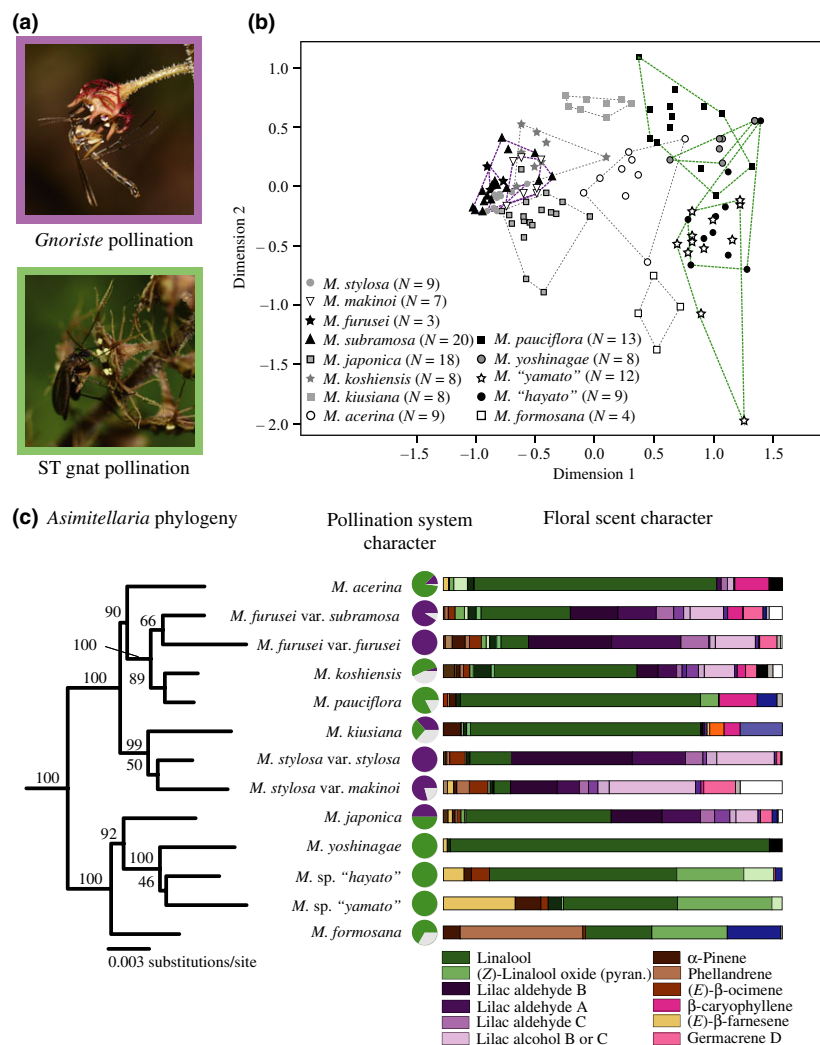 (a)
Gnoriste pollination
ST gnat pollination
(b)
Dimension 2
1.0
0.5
0.0
−0.5
−1.0
−1.5
−2.0
−1.5
−1.0
−0.5
0.0
0.5
1.0
1.5
Dimension 1
M. stylosa (N = 9)
M. makinoi (N = 7)
M. furusei (N = 3)
M. subramosa (N = 20)
M. japonica (N = 18)
M. koshiensis (N = 8)
M. kiusiana (N = 8)
M. acerina (N = 9)
M. pauciflora (N = 13)
M. yoshinagae (N = 8)
M. “yamato” (N = 12)
M. “hayato” (N = 9)
M. formosana (N = 4)
(c) Asimitellaria phylogeny
Pollination system character
Floral scent character
M. acerina
M. furusei var. subramosa
M. furusei var. furusei
M. koshiensis
M. pauciflora
M. kiusiana
M. stylosa var. stylosa
M. stylosa var. makinoi
M. japonica
M. yoshinagae
M. sp. “hayato”
M. sp. “yamato”
M. formosana
90
66
100
89
100
99
50
100
92
100
46
100
0.003 substitutions/site
Linalool
(Z)-Linalool oxide (pyran.)
Lilac aldehyde B
Lilac aldehyde A
Lilac aldehyde C
Lilac alcohol B or C
α-Pinene
Phellandrene
(E)-β-ocimene
β-caryophyllene
(E)-β-farnesene
Germacrene D